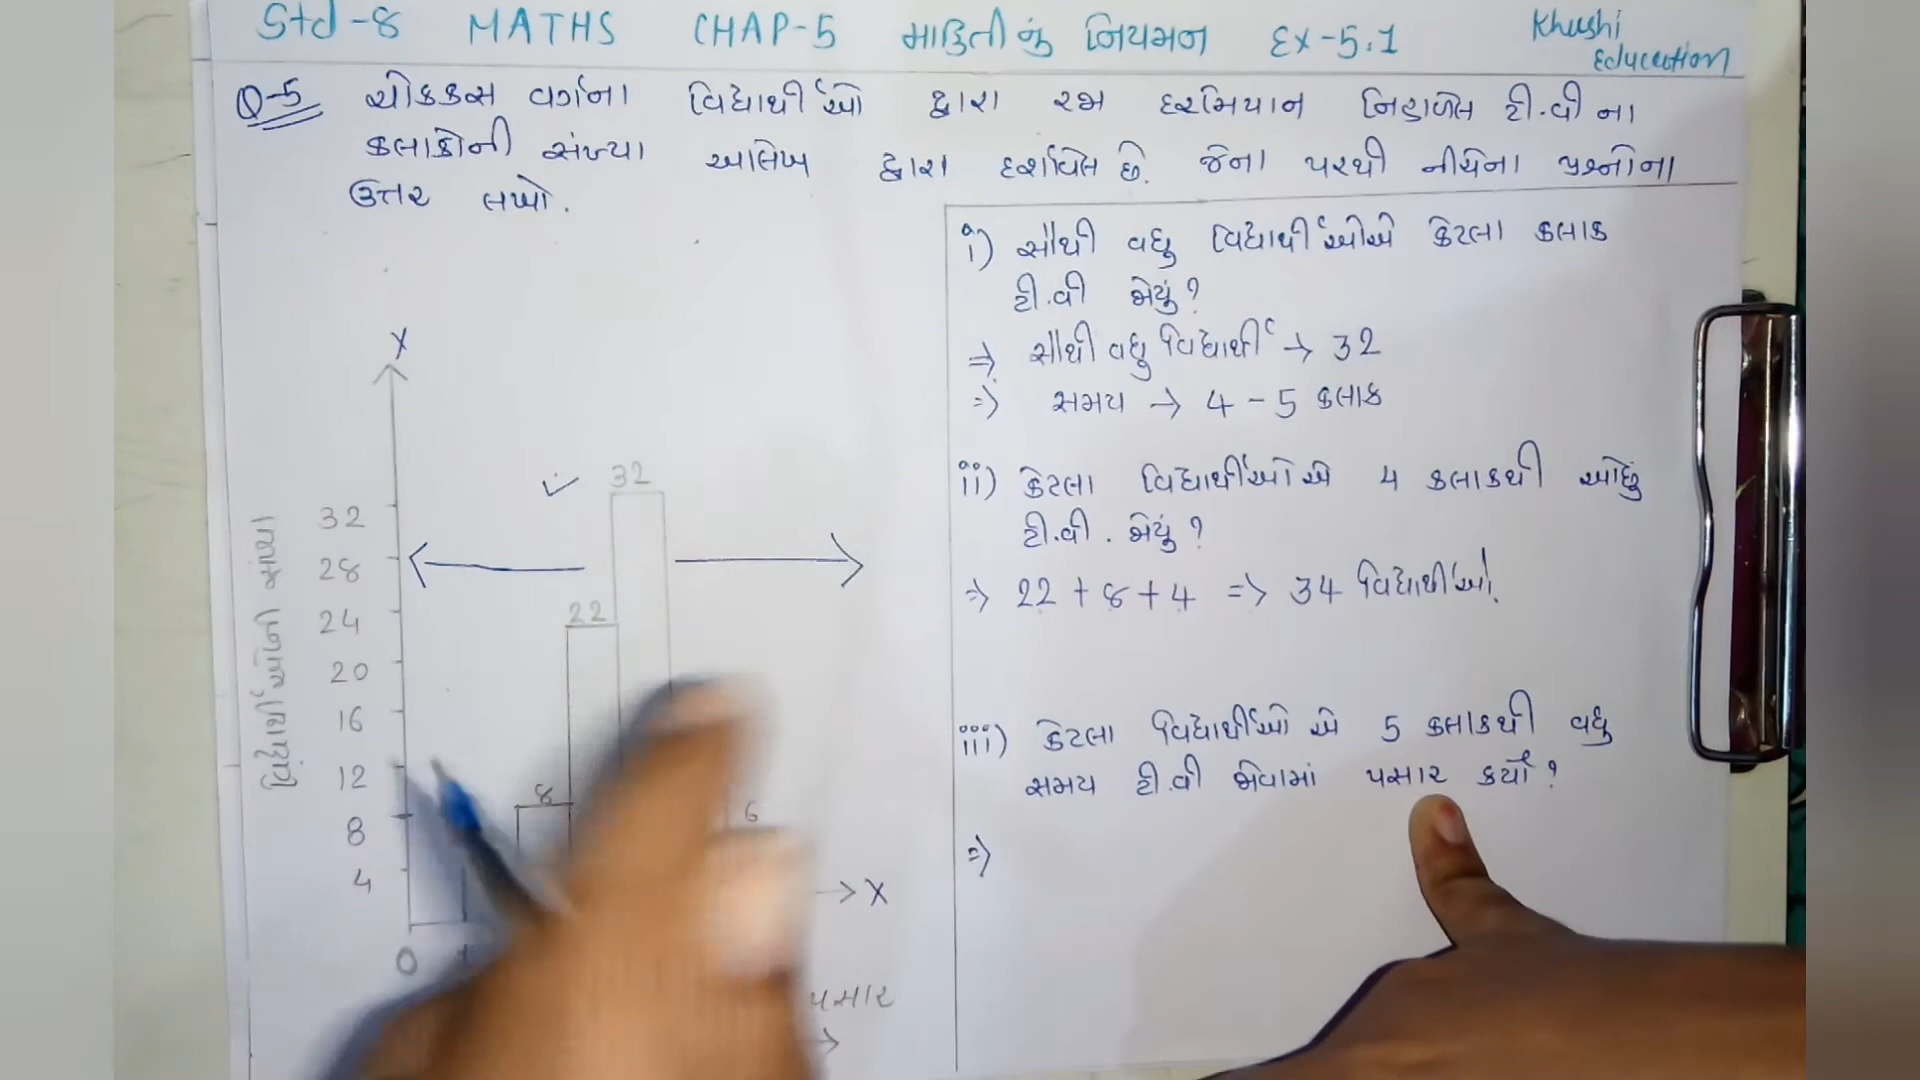 Std-8 MATHS CHAP-5 માહિતીનું નિયમન Ex-5.1 Khushi Education
Q-5 ચોક્કસ વર્ગના વિદ્યાર્થીઓ દ્વારા રજા દરમિયાન નિહાળેલ ટી.વી ના
કલાકોની સંખ્યા આલેખ દ્વારા દર્શાવેલ છે. જેના પરથી નીચેના પ્રશ્નોના
ઉત્તર લખો.
Y
32
28
24
20
16
12
8
4
0
વિદ્યાર્થીઓની સંખ્યા
32
22
8
6
X
પસાર
i) સૌથી વધુ વિદ્યાર્થીઓએ કેટલા કલાક
ટી.વી જોયું?
⇒ સૌથી વધુ વિદ્યાર્થી → 32
⇒ સમય → 4 - 5 કલાક
ii) કેટલા વિદ્યાર્થીઓ એ 4 કલાકથી ઓછું
ટી.વી. જોયું?
⇒ 22 + 8 + 4 ⇒ 34 વિદ્યાર્થીઓ.
iii) કેટલા વિદ્યાર્થીઓ એ 5 કલાકથી વધુ
સમય ટી.વી જોવામાં પસાર કર્યો?
⇒